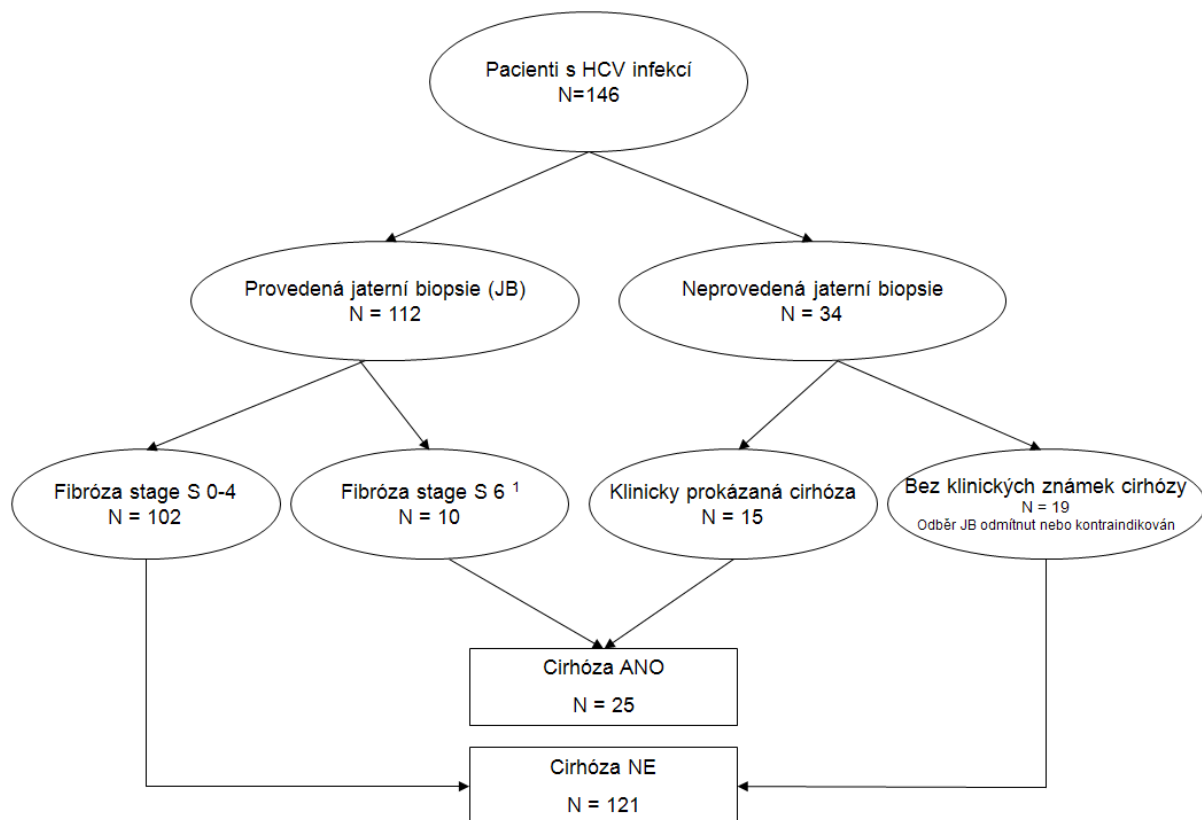 Pacienti s HCV infekcí
N=146
Provedená jaterní biopsie (JB)
N = 112
Neprovedená jaterní biopsie
N = 34
Fibróza stage S 0-4
N = 102
Fibróza stage S 6 ¹
N = 10
Klinicky prokázaná cirhóza
N = 15
Bez klinických známek cirhózy
N = 19
Odběr JB odmítnut nebo kontraindikován
Cirhóza ANO
N = 25
Cirhóza NE
N = 121